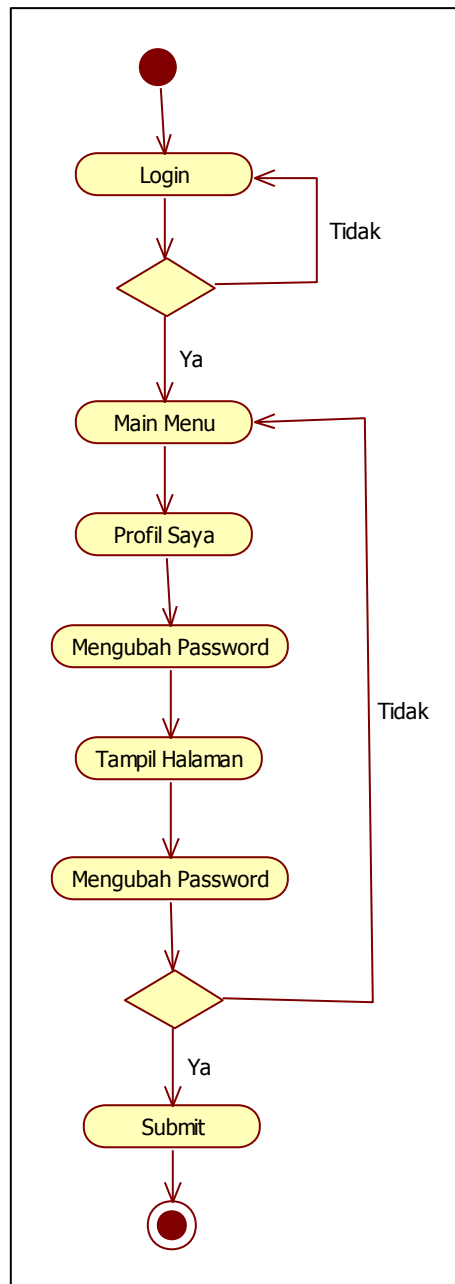 Login
Tidak
Ya
Main Menu
Profil Saya
Mengubah Password
Tidak
Tampil Halaman
Mengubah Password
Ya
Submit